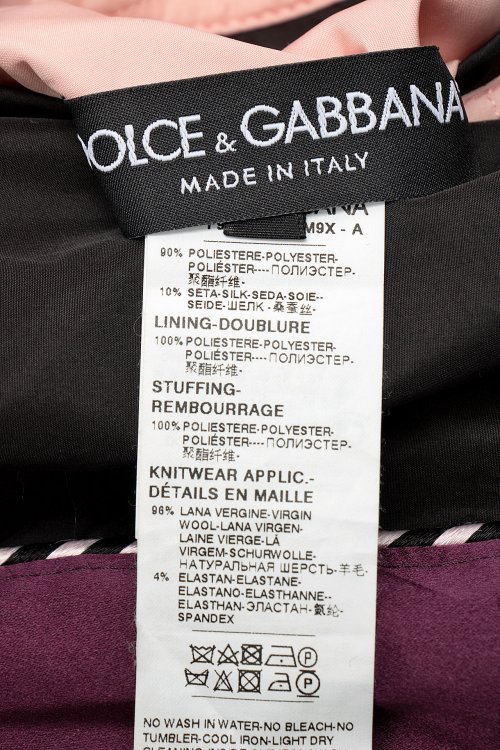 DOLCE & GABBANA
MADE IN ITALY
M9X - A
90% POLIESTERE-POLYESTER-
POLIÉSTER----ПОЛИЭСТЕР-
聚酯纤维-
10% SETA-SILK-SEDA-SOIE--
SEIDE-ШЕЛК -桑蚕丝-
LINING-DOUBLURE
100% POLIESTERE-POLYESTER-
POLIÉSTER----ПОЛИЭСТЕР-
聚酯纤维-
STUFFING-
REMBOURRAGE
100% POLIESTERE-POLYESTER-
POLIÉSTER----ПОЛИЭСТЕР-
聚酯纤维-
KNITWEAR APPLIC.-
DÉTAILS EN MAILLE
96% LANA VERGINE-VIRGIN
WOOL-LANA VIRGEN-
LAINE VIERGE-LÀ
VIRGEM-SCHURWOLLE-
НАТУРАЛЬНАЯ ШЕРСТЬ-羊毛-
4% ELASTAN-ELASTANE-
ELASTANO-ELASTHANNE--
ELASTHAN-ЭЛАСТАН-氨纶-
SPANDEX
P
P
NO WASH IN WATER-NO BLEACH-NO
TUMBLER-COOL IRON-LIGHT DRY